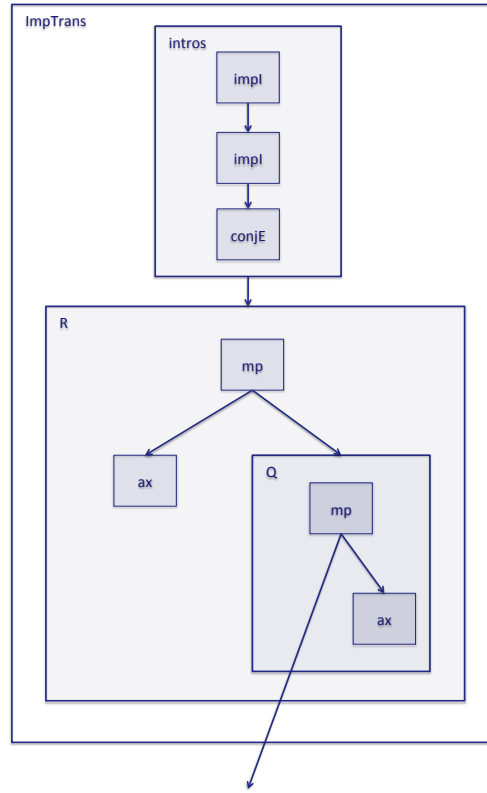 ImpTrans
intros
impI
impI
conjE
R
mp
ax
Q
mp
ax